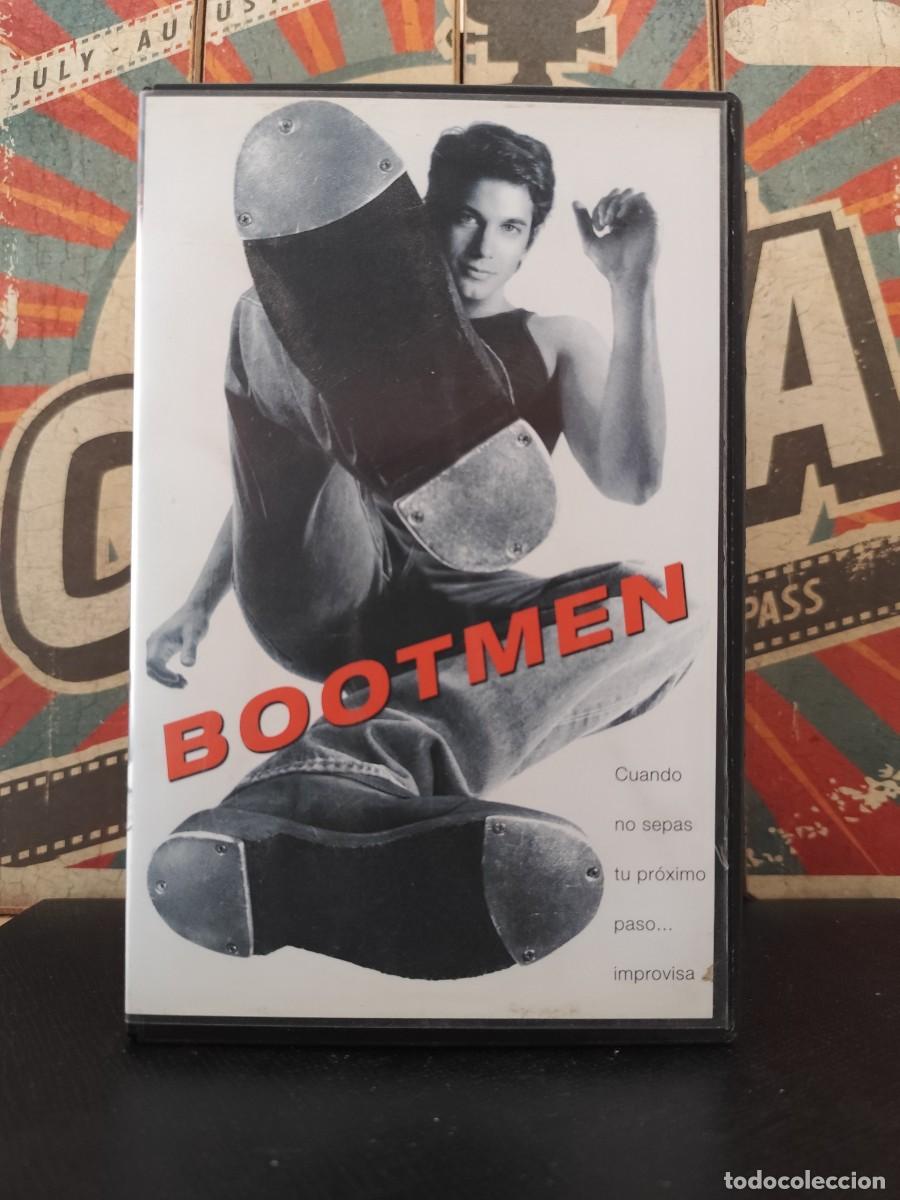 JULY - AUGUST
C
A
PASS
BOOTMEN
Cuando
no sepas
tu próximo
paso...
improvisa
todocoleccion